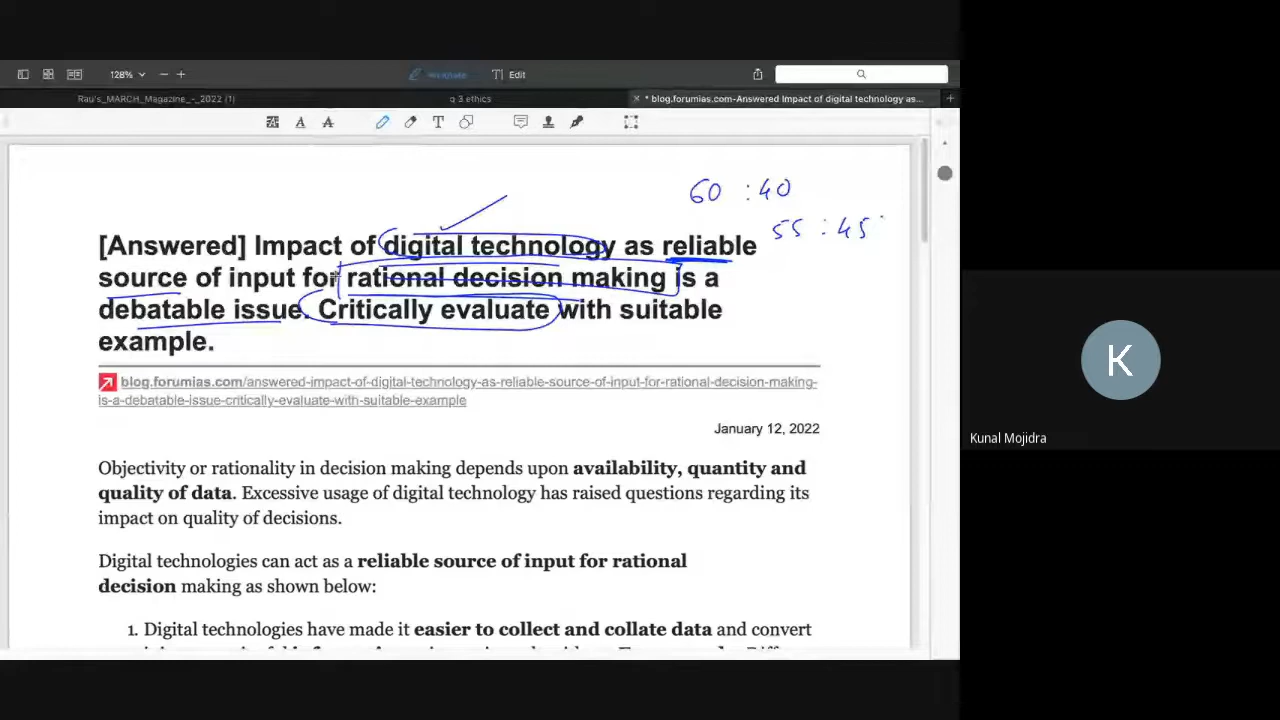 128%
Annotate
T| Edit
Rau's_MARCH_Magazine_-_2022 (1)
q 3 ethics
* blog.forumias.com-Answered Impact of digital technology as...
60 : 40
55 : 45
[Answered] Impact of digital technology as reliable
source of input for rational decision making is a
debatable issue. Critically evaluate with suitable
example.
blog.forumias.com/answered-impact-of-digital-technology-as-reliable-source-of-input-for-rational-decision-making-
is-a-debatable-issue-critically-evaluate-with-suitable-example
January 12, 2022
Objectivity or rationality in decision making depends upon availability, quantity and
quality of data. Excessive usage of digital technology has raised questions regarding its
impact on quality of decisions.
Digital technologies can act as a reliable source of input for rational
decision making as shown below:
1. Digital technologies have made it easier to collect and collate data and convert
K
Kunal Mojidra